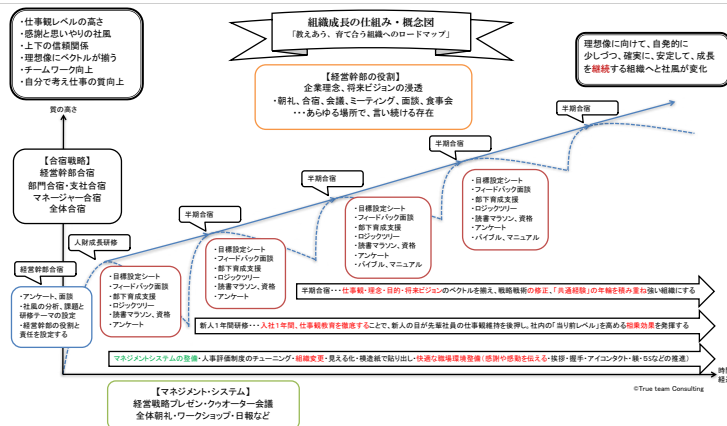 組織成長の仕組み・概念図
「教えあう、育て合う組織へのロードマップ」
・仕事観レベルの高さ
・感謝と思いやりの社風
・上下の信頼関係
・理想像にベクトルが揃う
・チームワーク向上
・自分で考え仕事の質向上
質の高さ
【経営幹部の役割】
企業理念、将来ビジョンの浸透
・朝礼、合宿、会議、ミーティング、面談、食事会
・・・あらゆる場所で、言い続ける存在
理想像に向けて、自発的に
少しづつ、確実に、安定して、成長
を継続する組織へと社風が変化
【合宿戦略】
経営幹部合宿
部門合宿・支社合宿
マネージャー合宿
全体合宿
半期合宿
半期合宿
半期合宿
半期合宿
人財成長研修
経営幹部合宿
・アンケート、面談
・社風の分析、課題と
研修テーマの設定
・経営幹部の役割と
責任を設定する
・目標設定シート
・フィードバック面談
・部下育成支援
・ロジックツリー
・読書マラソン、資格
・アンケート
・目標設定シート
・フィードバック面談
・部下育成支援
・ロジックツリー
・読書マラソン、資格
・アンケート
・目標設定シート
・フィードバック面談
・部下育成支援
・ロジックツリー
・読書マラソン、資格
・アンケート
・バイブル、マニュアル
・目標設定シート
・フィードバック面談
・部下育成支援
・ロジックツリー
・読書マラソン、資格
・アンケート
・バイブル、マニュアル
半期合宿・・・仕事観・理念・目的・将来ビジョンのベクトルを揃え、戦略戦術の修正、「共通経験」の年輪を積み重ね強い組織にする
新人1年間研修・・・入社1年間、仕事観教育を徹底することで、新人の目が先輩社員の仕事観維持を後押し。社内の「当り前レベル」を高める相乗効果を発揮する
マネジメントシステムの整備・人事評価制度のチューニング・組織変更・見える化・模造紙で貼り出し・快適な職場環境整備(感謝や感動を伝える・挨拶・握手・アイコンタクト・躾・5Sなどの推進)
時間
経過
©True team Consulting
【マネジメント・システム】
経営戦略プレゼン・クゥオーター会議
全体朝礼・ワークショップ・日報など